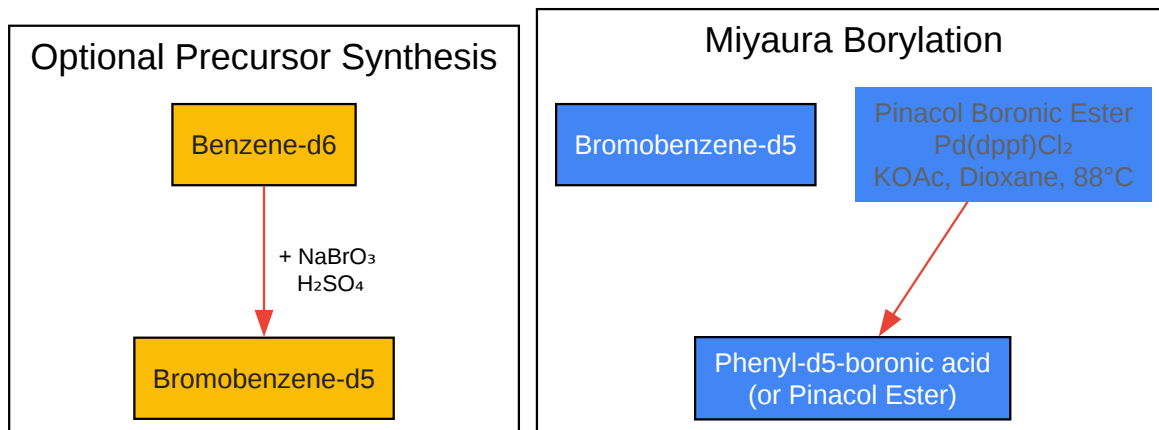 Optional Precursor Synthesis
Benzene-d6
+ NaBrO₃
H₂SO₄
Bromobenzene-d5
Miyaura Borylation
Bromobenzene-d5
Pinacol Boronic Ester
Pd(dppf)Cl₂
KOAc, Dioxane, 88°C
Phenyl-d5-boronic acid
(or Pinacol Ester)